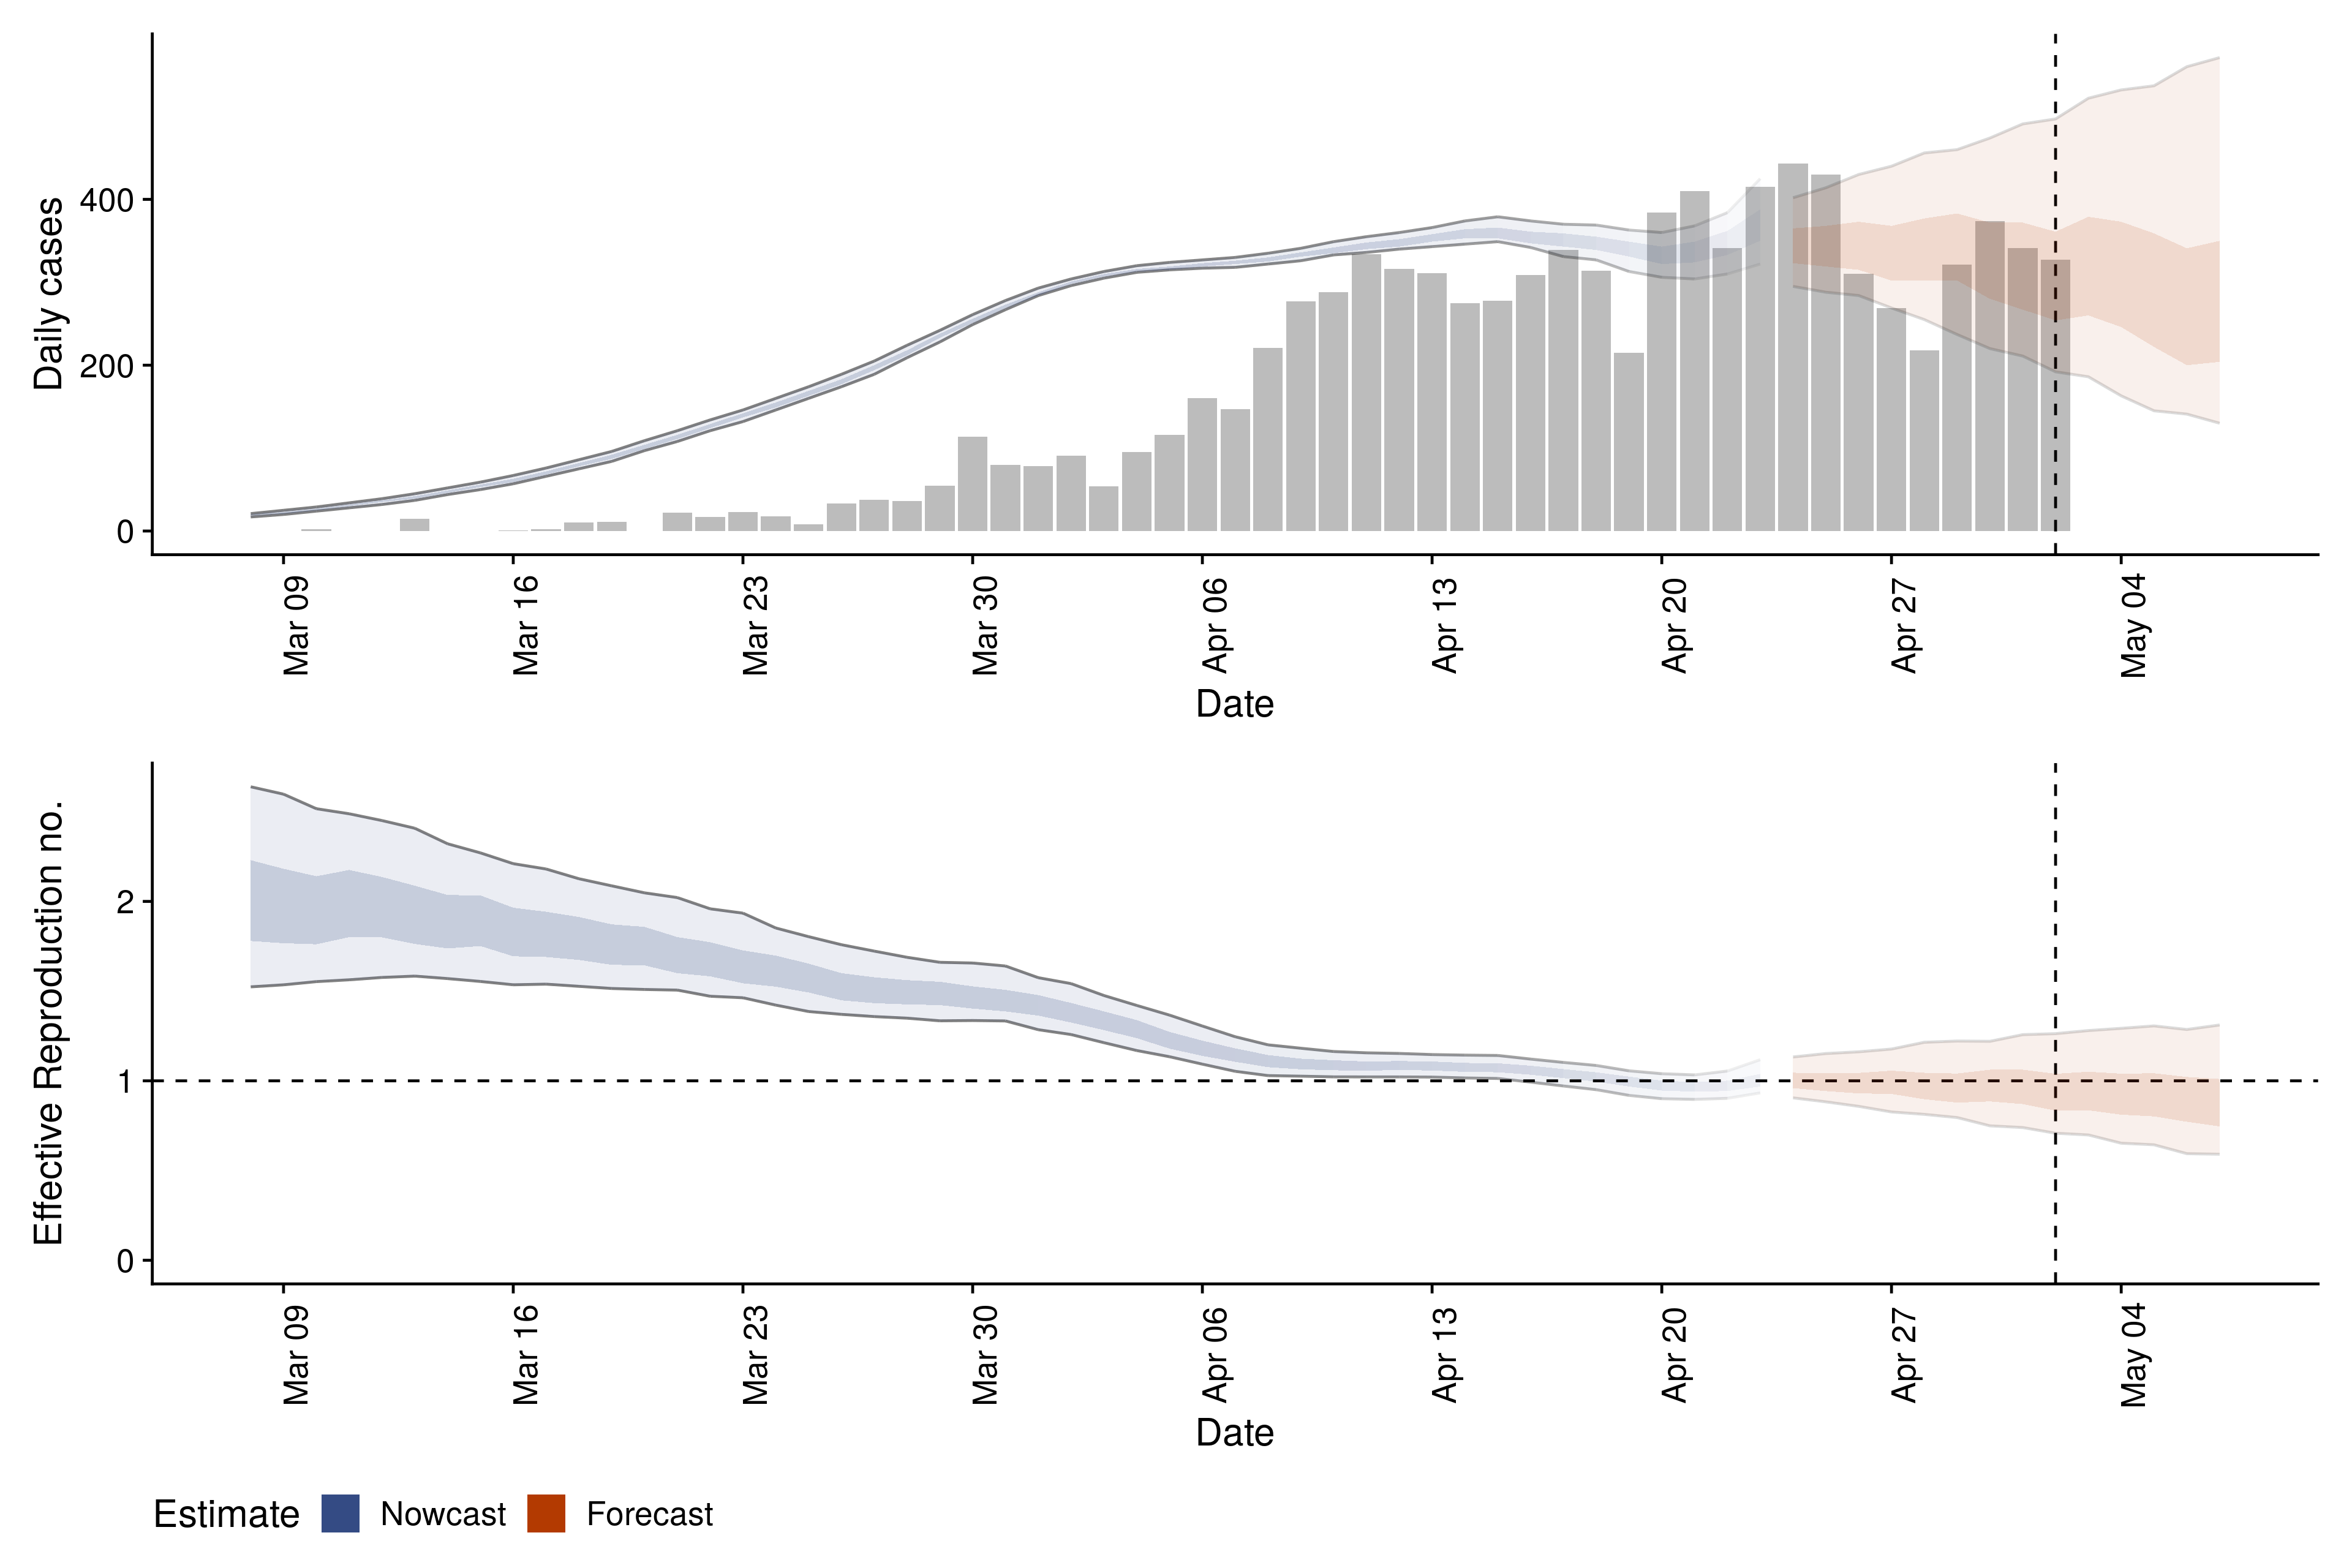 Daily cases
400
200
0
Mar 09
Mar 16
Mar 23
Mar 30
Apr 06
Apr 13
Apr 20
Apr 27
May 04
Date
Effective Reproduction no.
2
1
0
Mar 09
Mar 16
Mar 23
Mar 30
Apr 06
Apr 13
Apr 20
Apr 27
May 04
Date
Estimate Nowcast Forecast